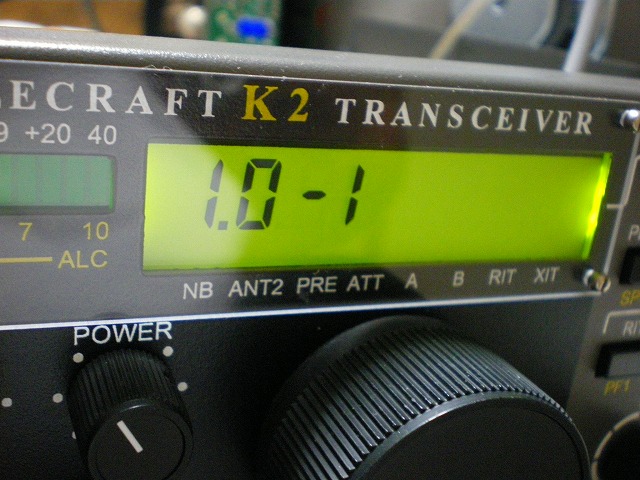 ECRAFT K2 TRANSCEIVER
9 +20 40
1.0 -1
7 10
ALC
NB ANT2 PRE ATT A B RIT XIT
POWER
PF1